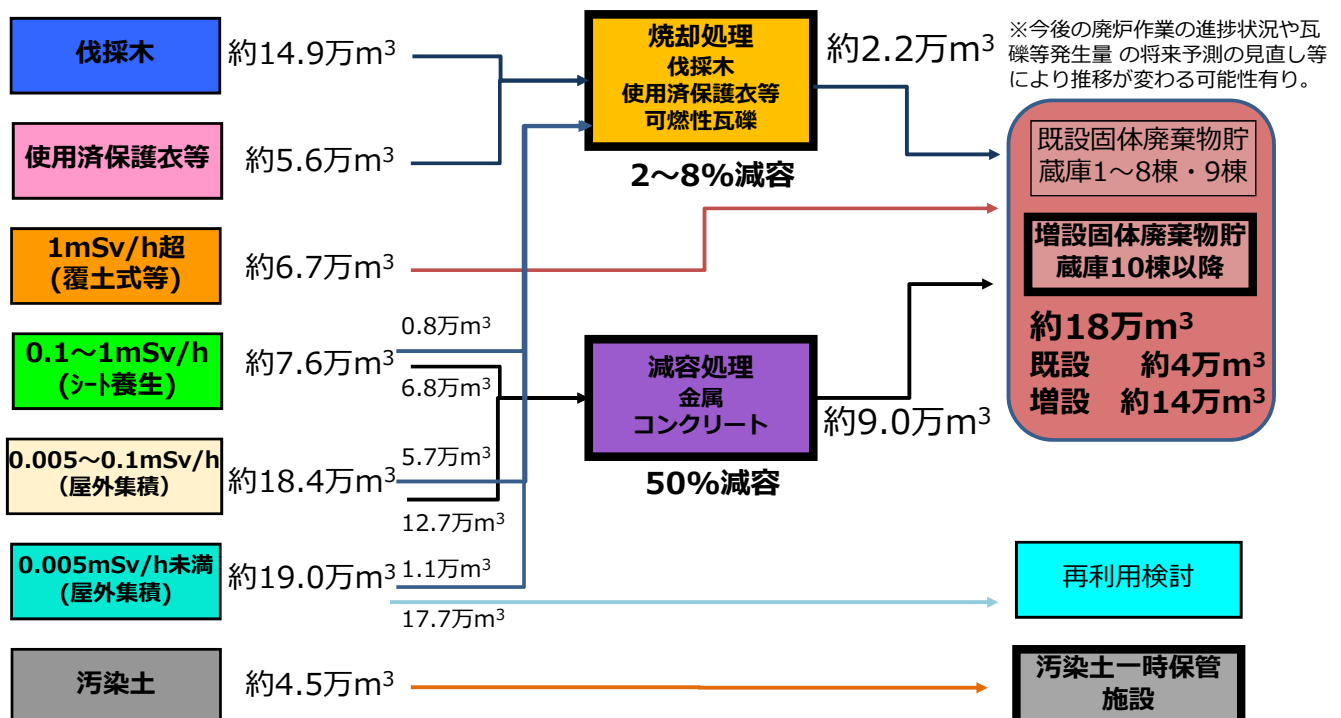 伐採木
約14.9万m³
使用済保護衣等
約5.6万m³
1mSv/h超
(覆土式等)
約6.7万m³
0.1～1mSv/h
(ｼｰﾄ養生)
約7.6万m³
0.8万m³
6.8万m³
0.005～0.1mSv/h
（屋外集積）
約18.4万m³
5.7万m³
12.7万m³
0.005mSv/h未満
(屋外集積)
約19.0万m³
1.1万m³
17.7万m³
汚染土
約4.5万m³
焼却処理
伐採木
使用済保護衣等
可燃性瓦礫
2～8%減容
約2.2万m³
減容処理
金属
コンクリート
50%減容
約9.0万m³
※今後の廃炉作業の進捗状況や瓦
礫等発生量 の将来予測の見直し等
により推移が変わる可能性有り。
既設固体廃棄物貯
蔵庫1～8棟・9棟
増設固体廃棄物貯
蔵庫10棟以降
約18万m³
既設 約4万m³
増設 約14万m³
再利用検討
汚染土一時保管
施設